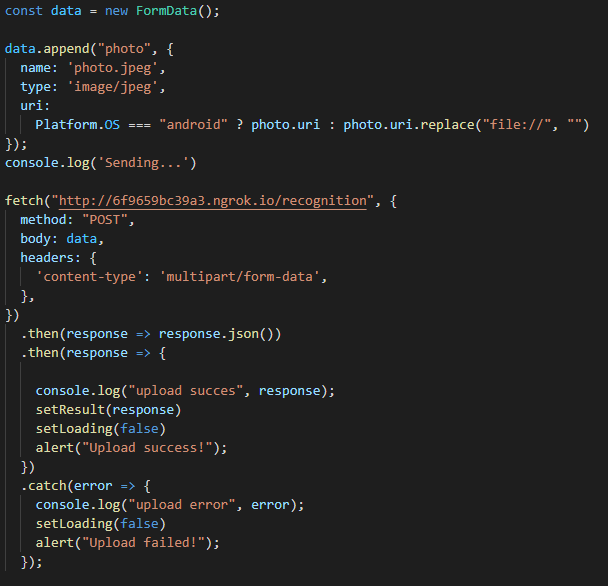 const data = new FormData();
data.append("photo", {
name: 'photo.jpeg',
type: 'image/jpeg',
uri:
Platform.OS === "android" ? photo.uri : photo.uri.replace("file://", "")
});
console.log('Sending...')
fetch("http://6f9659bc39a3.ngrok.io/recognition", {
method: "POST",
body: data,
headers: {
'content-type': 'multipart/form-data',
},
})
.then(response => response.json())
.then(response => {
console.log("upload succes", response);
setResult(response)
setLoading(false)
alert("Upload success!");
})
.catch(error => {
console.log("upload error", error);
setLoading(false)
alert("Upload failed!");
});